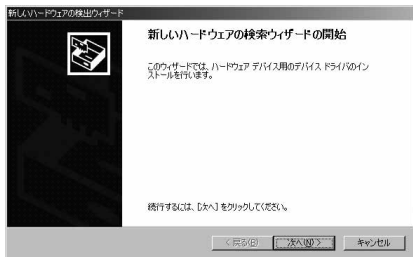 新しいハードウェアの検出ウィザード
新しいハードウェアの検索ウィザードの開始
このウィザードでは、ハードウェア デバイス用のデバイス ドライバのイン
ストールを行います。
続行するには、[次へ] をクリックしてください。
< 戻る(B)
次へ(N) >
キャンセル